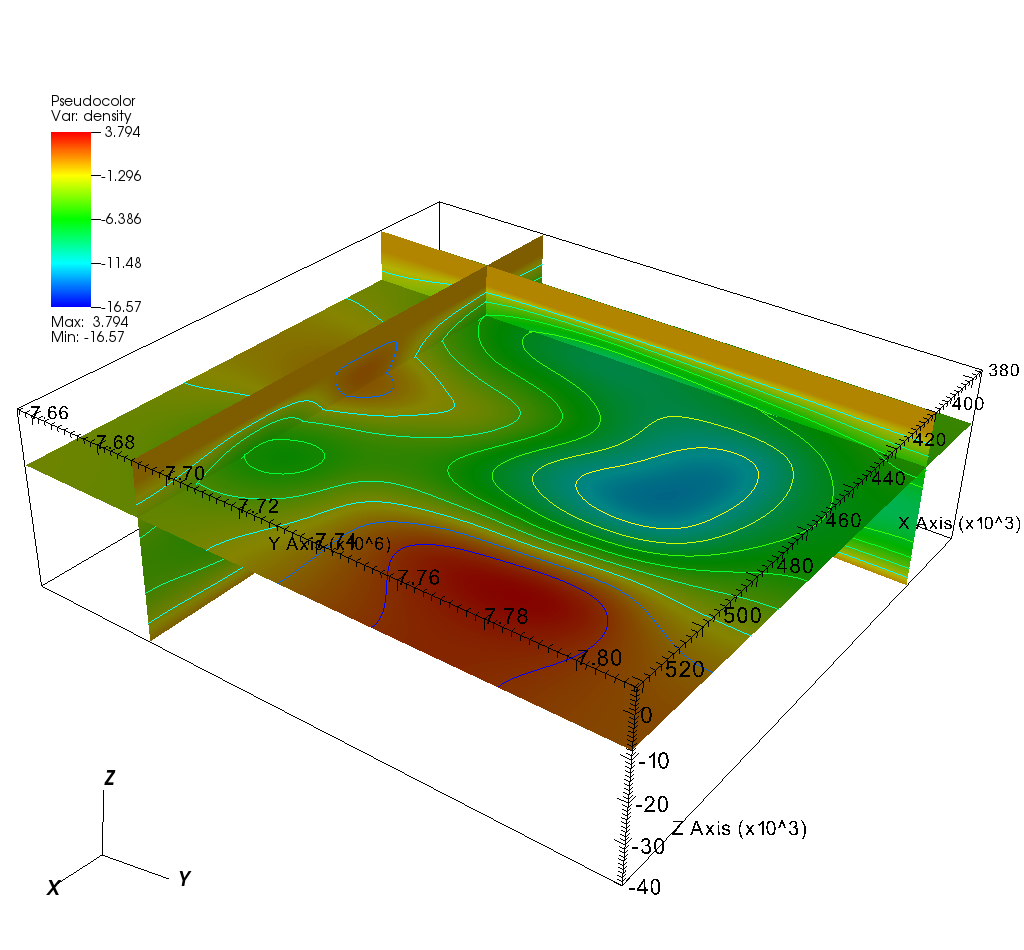 Pseudocolor
Var: density
3.794
-1.296
-6.386
-11.48
-16.57
Max: 3.794
Min: -16.57
380
400
420
440
460
480
500
520
X Axis (x10^3)
7.66
7.68
7.70
7.72
7.74
7.76
7.78
7.80
Y Axis (x10^6)
0
-10
-20
-30
-40
Z Axis (x10^3)
Z
X
Y